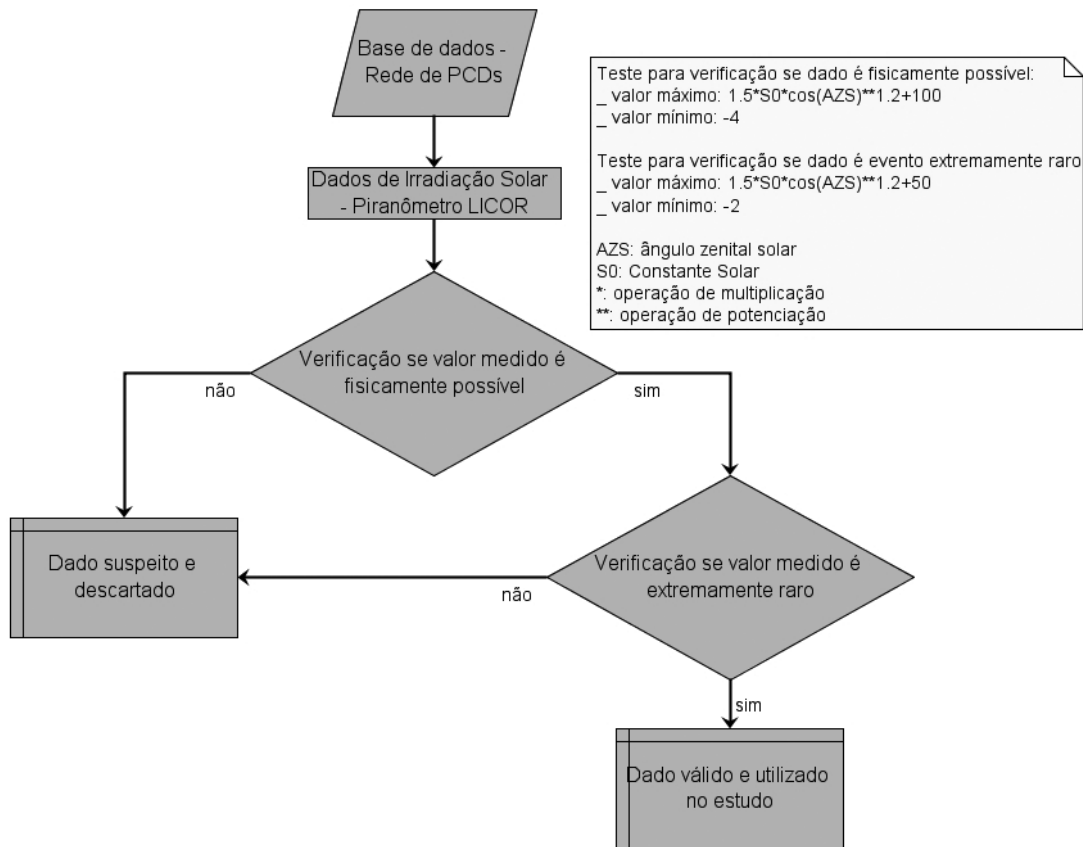 Base de dados -
Rede de PCDs
Teste para verificação se dado é fisicamente possível:
_ valor máximo: 1.5*S0*cos(AZS)**1.2+100
_ valor mínimo: -4
Teste para verificação se dado é evento extremamente raro
_ valor máximo: 1.5*S0*cos(AZS)**1.2+50
_ valor mínimo: -2
AZS: ângulo zenital solar
S0: Constante Solar
*: operação de multiplicação
**: operação de potenciação
Dados de Irradiação Solar
- Piranômetro LICOR
Verificação se valor medido é
fisicamente possível
não
sim
Dado suspeito e
descartado
Verificação se valor medido é
extremamente raro
não
sim
Dado válido e utilizado
no estudo